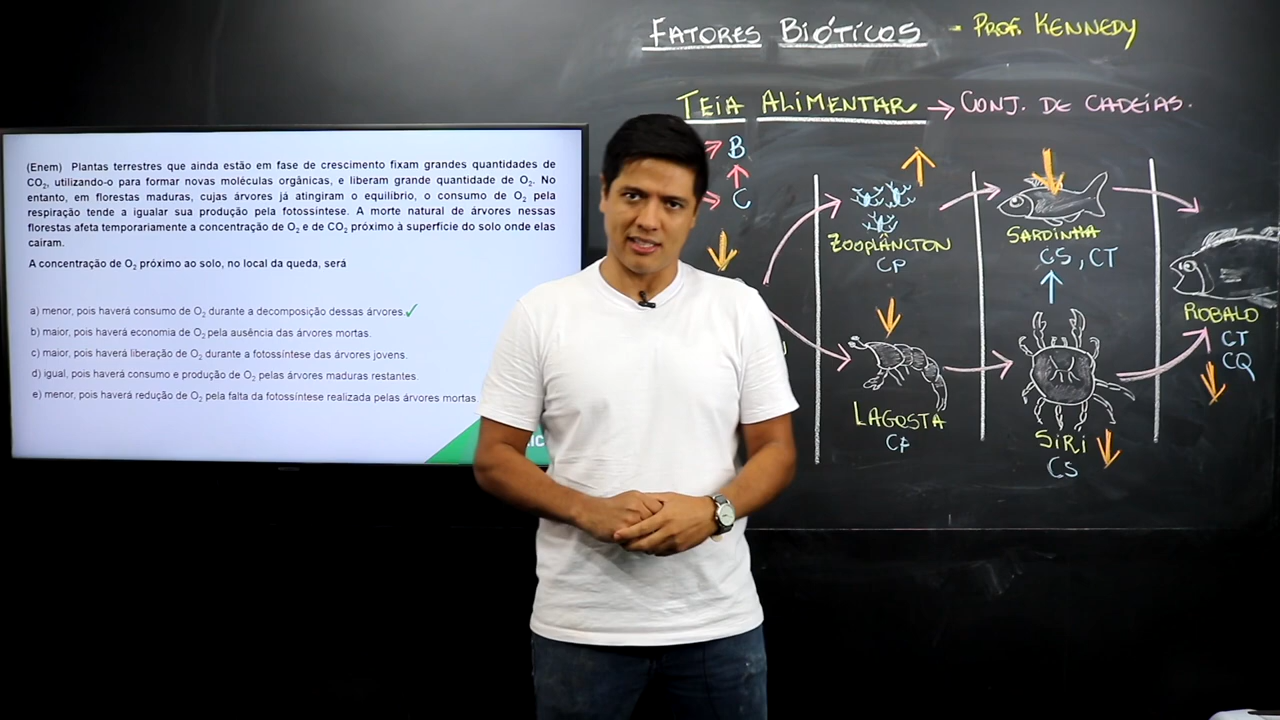 FATORES BIÓTICOS - PROF. KENNEDY
TEIA ALIMENTAR → CONJ. DE CADEIAS.
(Enem) Plantas terrestres que ainda estão em fase de crescimento fixam grandes quantidades de
CO₂, utilizando-o para formar novas moléculas orgânicas, e liberam grande quantidade de O₂. No
entanto, em florestas maduras, cujas árvores já atingiram o equilíbrio, o consumo de O₂ pela
respiração tende a igualar sua produção pela fotossíntese. A morte natural de árvores nessas
florestas afeta temporariamente a concentração de O₂ e de CO₂ próximo à superfície do solo onde elas
caíram.
A concentração de O₂ próximo ao solo, no local da queda, será
a) menor, pois haverá consumo de O₂ durante a decomposição dessas árvores. ✓
b) maior, pois haverá economia de O₂ pela ausência das árvores mortas.
c) maior, pois haverá liberação de O₂ durante a fotossíntese das árvores jovens.
d) igual, pois haverá consumo e produção de O₂ pelas árvores maduras restantes.
e) menor, pois haverá redução de O₂ pela falta da fotossíntese realizada pelas árvores mortas.
B
C
ZOOPLÂNCTON
CP
LAGOSTA
CP
SARDINHA
CS, CT
SIRI
CS
ROBALO
CT
CQ